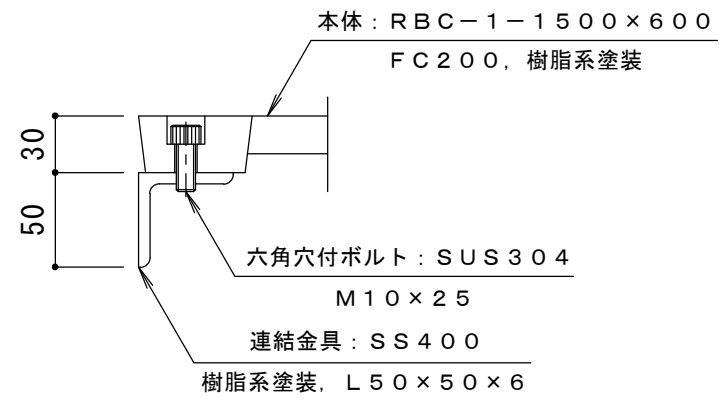 本体：ＲＢＣ－１－１５００×６００
ＦＣ２００，樹脂系塗装
30
50
六角穴付ボルト：ＳＵＳ３０４
Ｍ１０×２５
連結金具：ＳＳ４００
樹脂系塗装，Ｌ５０×５０×６